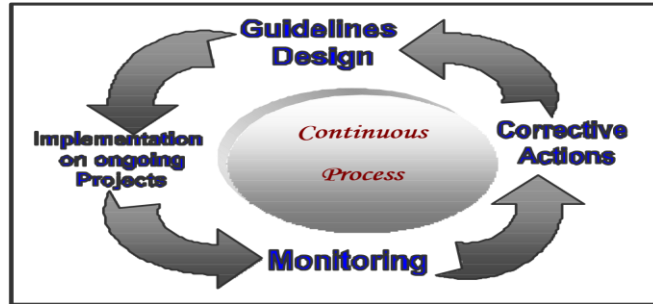 Guidelines
Design
Implementation
on ongoing
Projects
Continuous
Process
Corrective
Actions
Monitoring